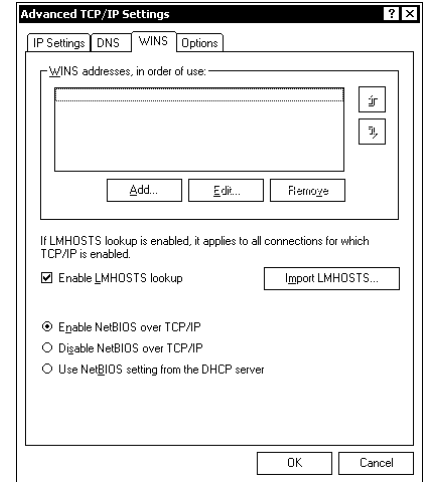 Advanced TCP/IP Settings
IP Settings DNS WINS Options
WINS addresses, in order of use:
Add... Edit... Remove
If LMHOSTS lookup is enabled, it applies to all connections for which
TCP/IP is enabled.
Enable LMHOSTS lookup Import LMHOSTS...
Enable NetBIOS over TCP/IP
Disable NetBIOS over TCP/IP
Use NetBIOS setting from the DHCP server
OK Cancel